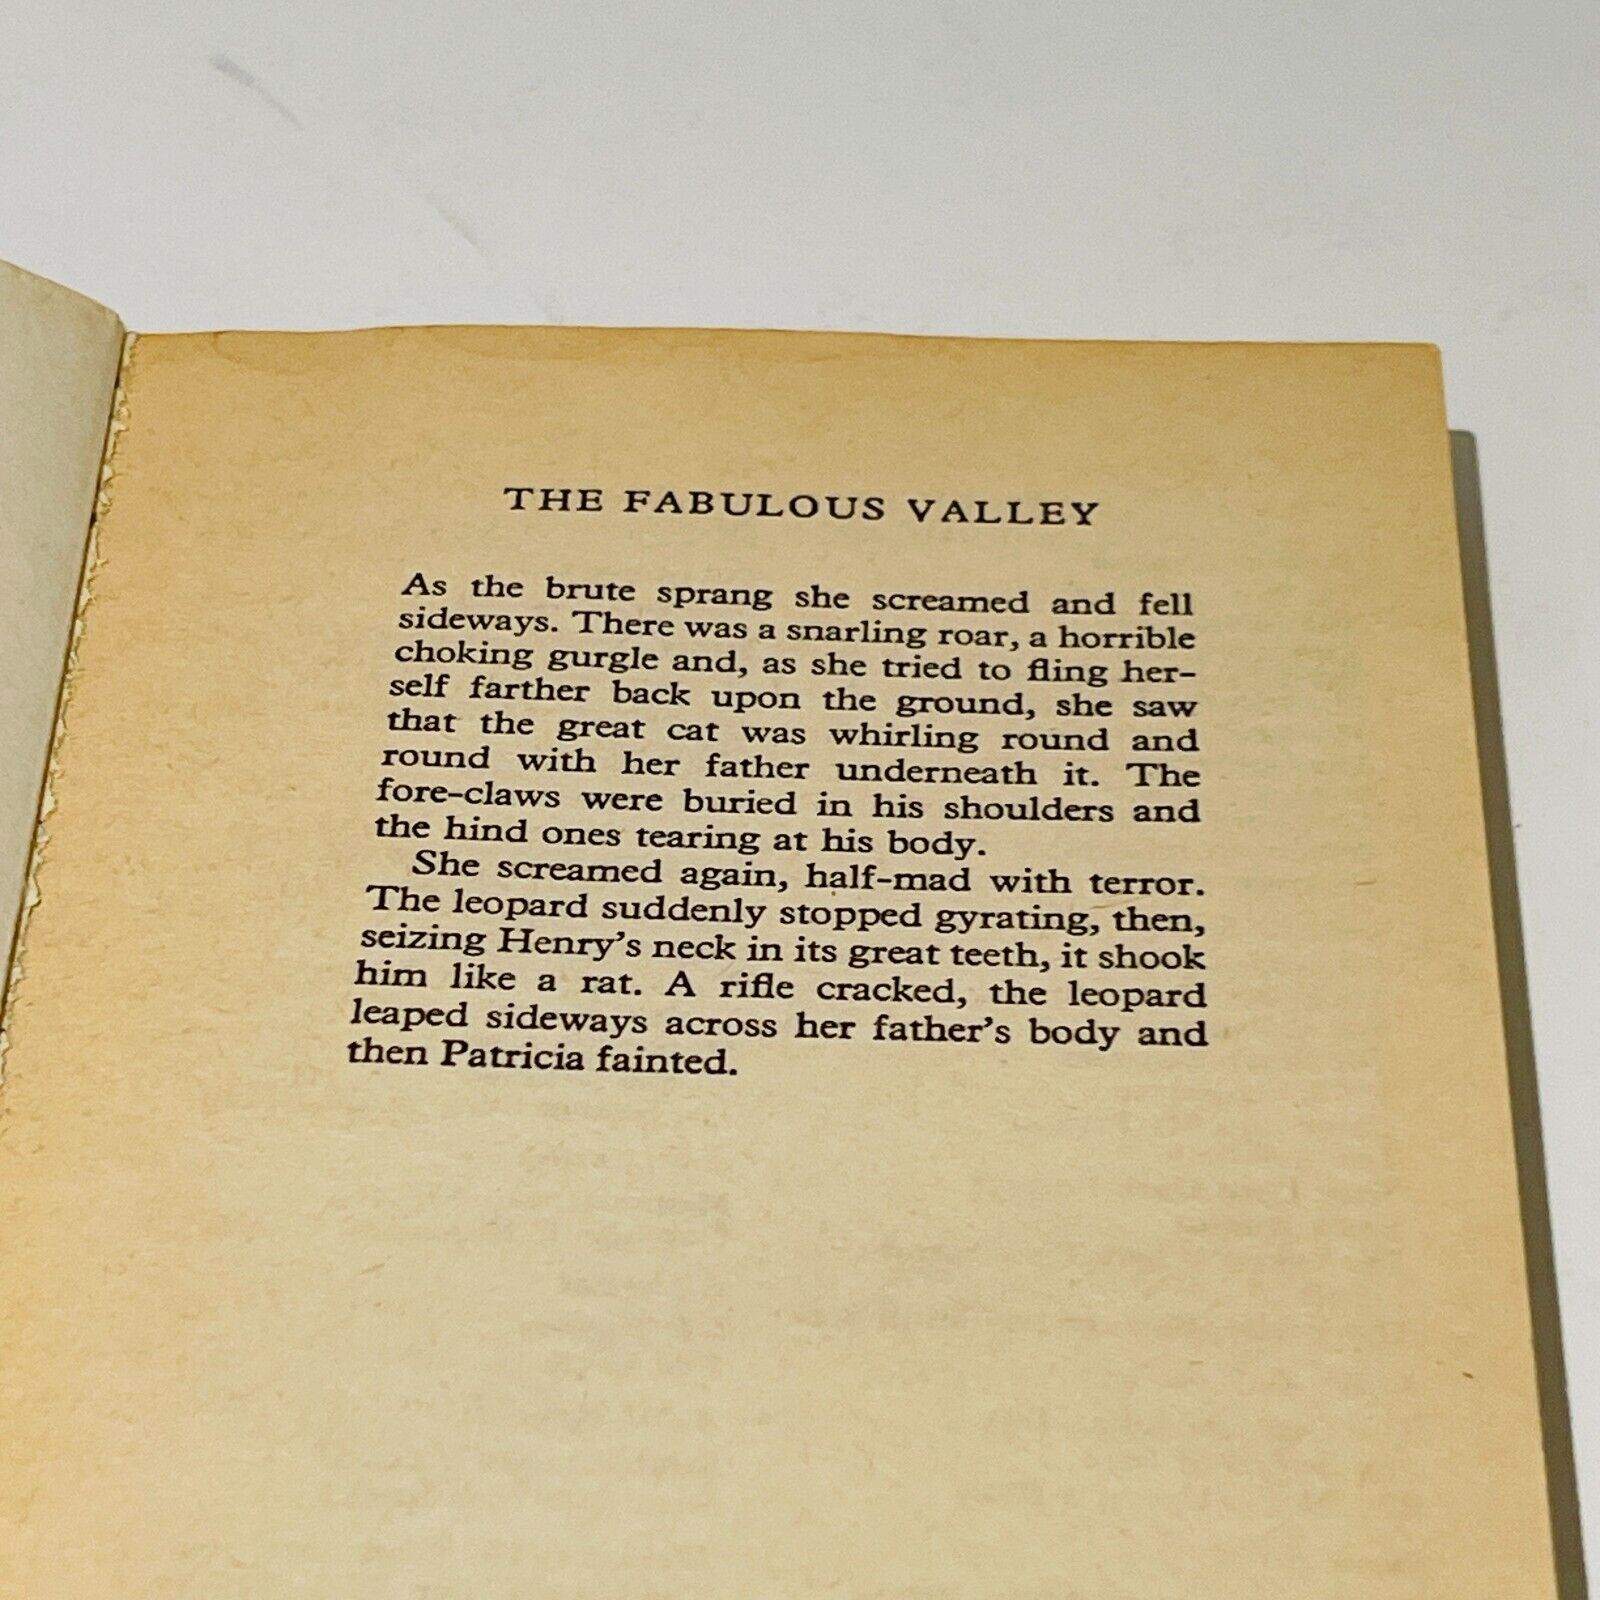 THE FABULOUS VALLEY
As the brute sprang she screamed and fell
sideways. There was a snarling roar, a horrible
choking gurgle and, as she tried to fling her-
self farther back upon the ground, she saw
that the great cat was whirling round and
round with her father underneath it. The
fore-claws were buried in his shoulders and
the hind ones tearing at his body.
She screamed again, half-mad with terror.
The leopard suddenly stopped gyrating, then,
seizing Henry's neck in its great teeth, it shook
him like a rat. A rifle cracked, the leopard
leaped sideways across her father's body and
then Patricia fainted.